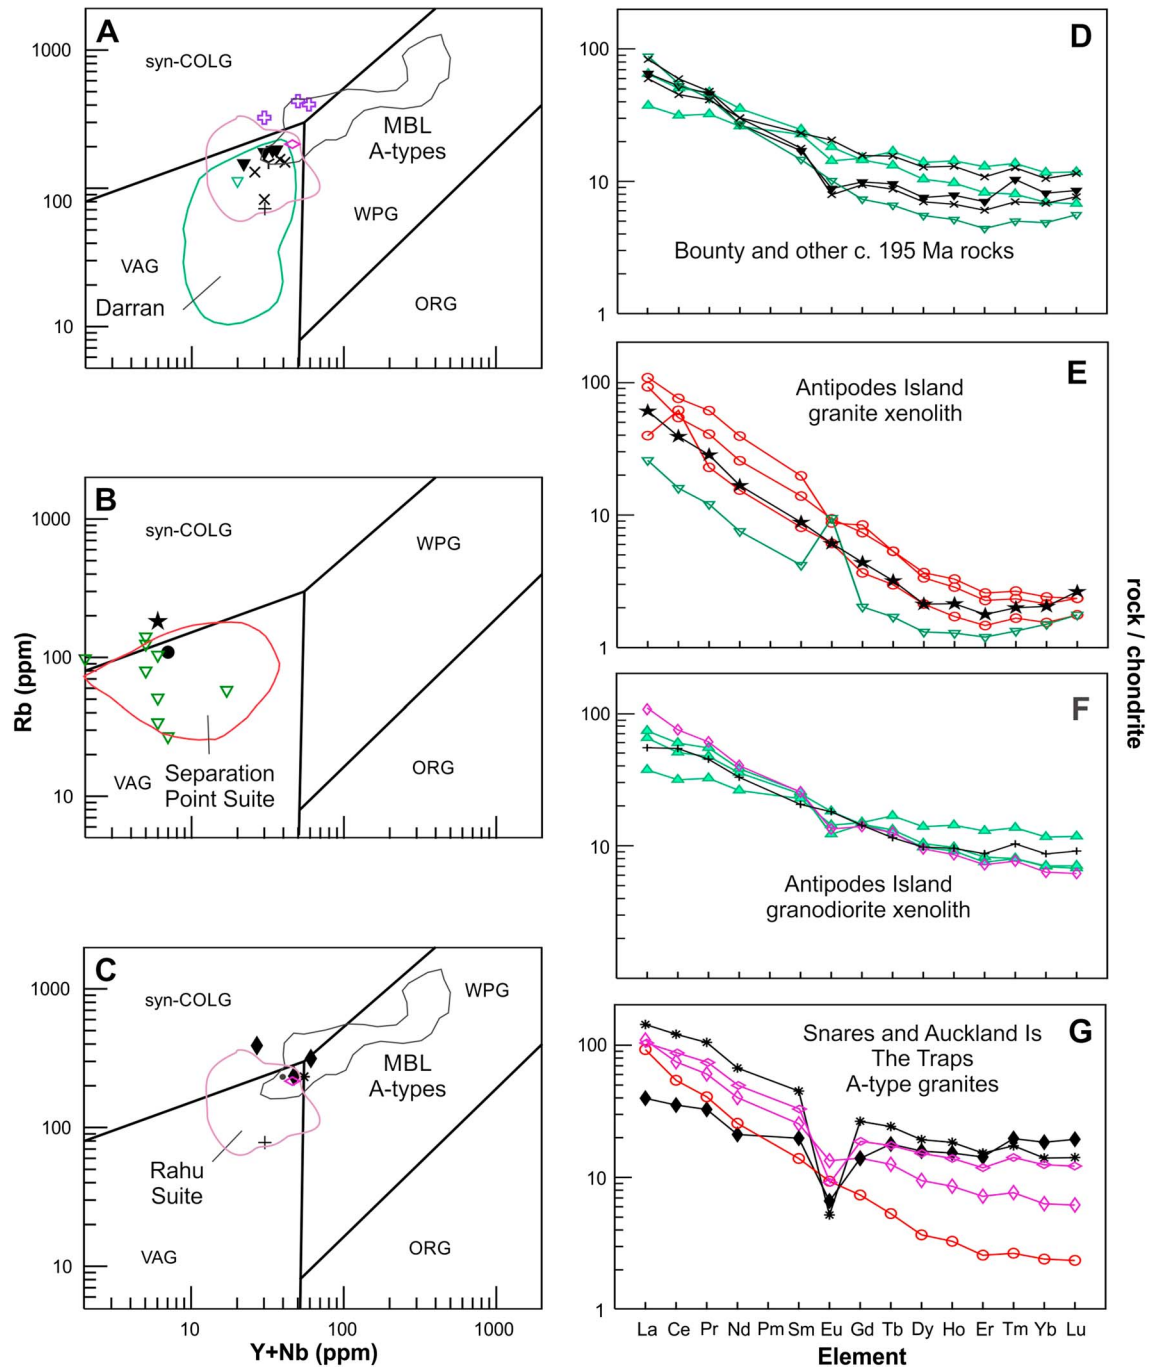 A
syn-COLG
1000
MBL
A-types
100
WPG
VAG
Darran
ORG
10
10
100
1000
B
syn-COLG
1000
WPG
100
VAG
Separation
Point Suite
ORG
10
Rb (ppm)
C
syn-COLG
1000
WPG
MBL
A-types
100
Rahu
Suite
VAG
ORG
10
10
100
1000
Y+Nb (ppm)
D
100
10
Bounty and other c. 195 Ma rocks
1
E
100
Antipodes Island
granite xenolith
10
1
rock / chondrite
F
100
10
Antipodes Island
granodiorite xenolith
G
Snares and Auckland Is
The Traps
A-type granites
100
10
1
La Ce Pr Nd Pm Sm Eu Gd Tb Dy Ho Er Tm Yb Lu
Element